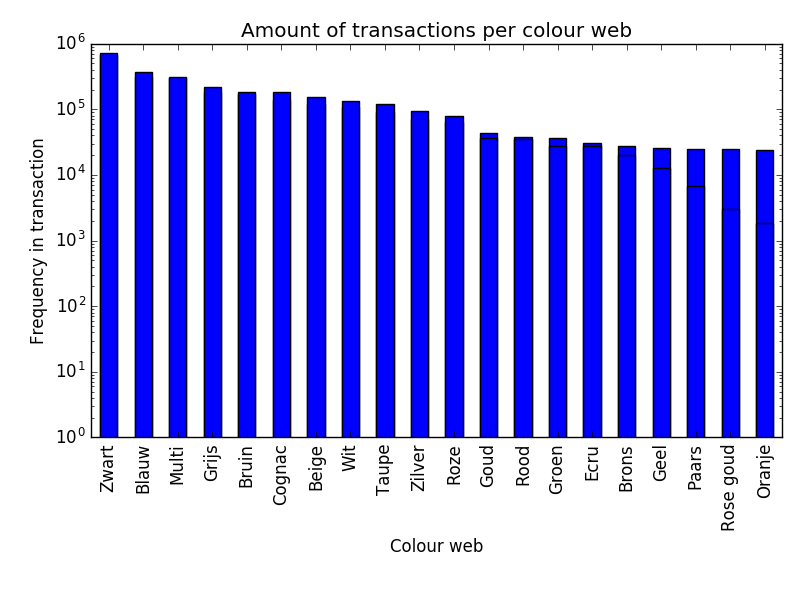 Amount of transactions per colour web
Frequency in transaction
10^6
10^5
10^4
10^3
10^2
10^1
10^0
Zwart
Blauw
Multi
Grijs
Bruin
Cognac
Beige
Wit
Taupe
Zilver
Roze
Goud
Rood
Groen
Ecru
Brons
Geel
Paars
Rose goud
Oranje
Colour web